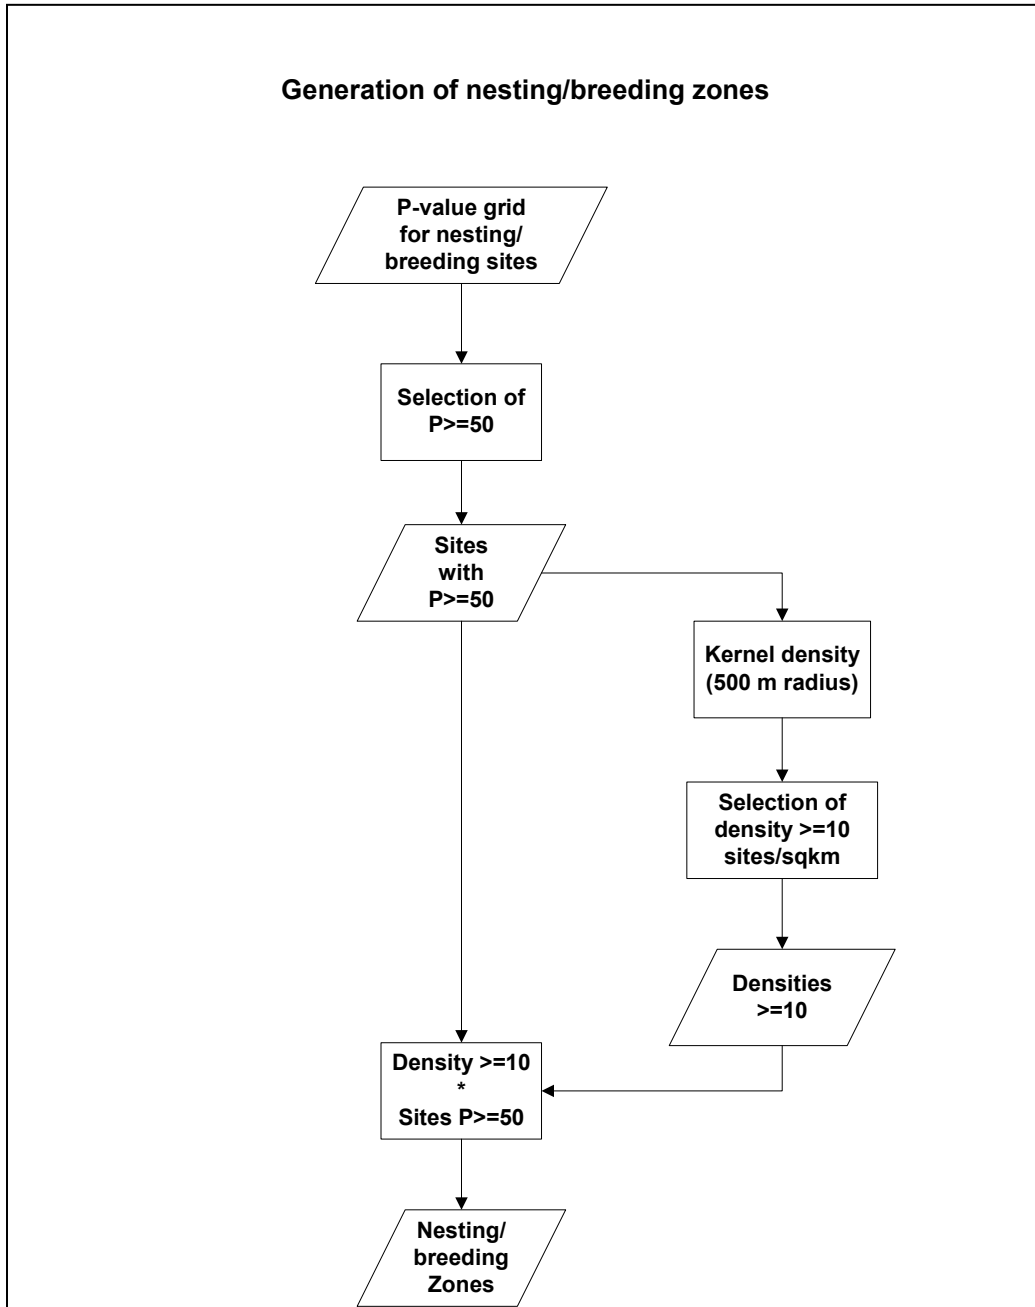 Generation of nesting/breeding zones
P-value grid
for nesting/
breeding sites
Selection of
P>=50
Sites
with
P>=50
Kernel density
(500 m radius)
Selection of
density >=10
sites/sqkm
Densities
>=10
Density >=10
*
Sites P>=50
Nesting/
breeding
Zones